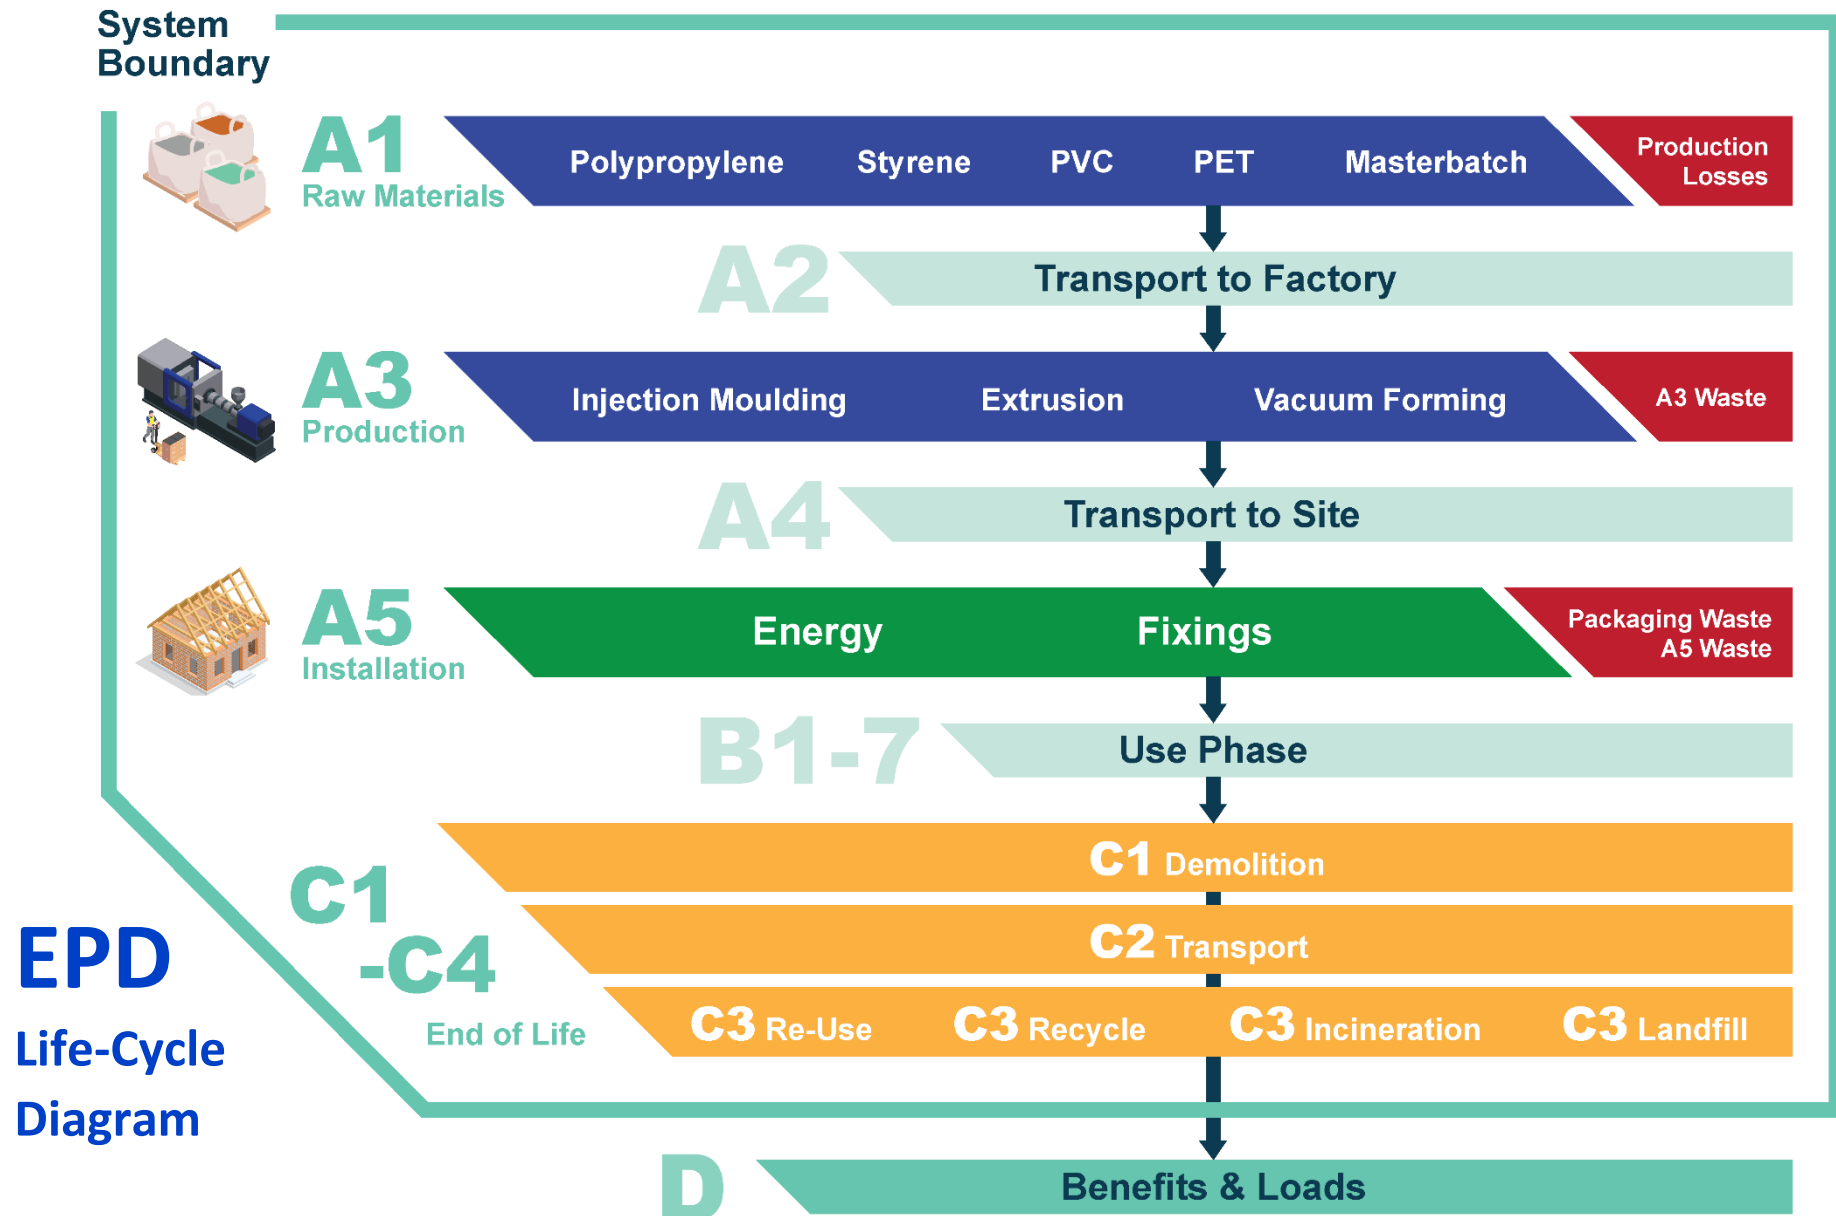 System
Boundary
A1
Raw Materials
Polypropylene Styrene PVC PET Masterbatch
Production
Losses
A2
Transport to Factory
A3
Production
Injection Moulding Extrusion Vacuum Forming
A3 Waste
A4
Transport to Site
A5
Installation
Energy Fixings
Packaging Waste
A5 Waste
B1-7
Use Phase
C1
-C4
End of Life
C1 Demolition
C2 Transport
C3 Re-Use C3 Recycle C3 Incineration C3 Landfill
EPD
Life-Cycle
Diagram
D
Benefits & Loads